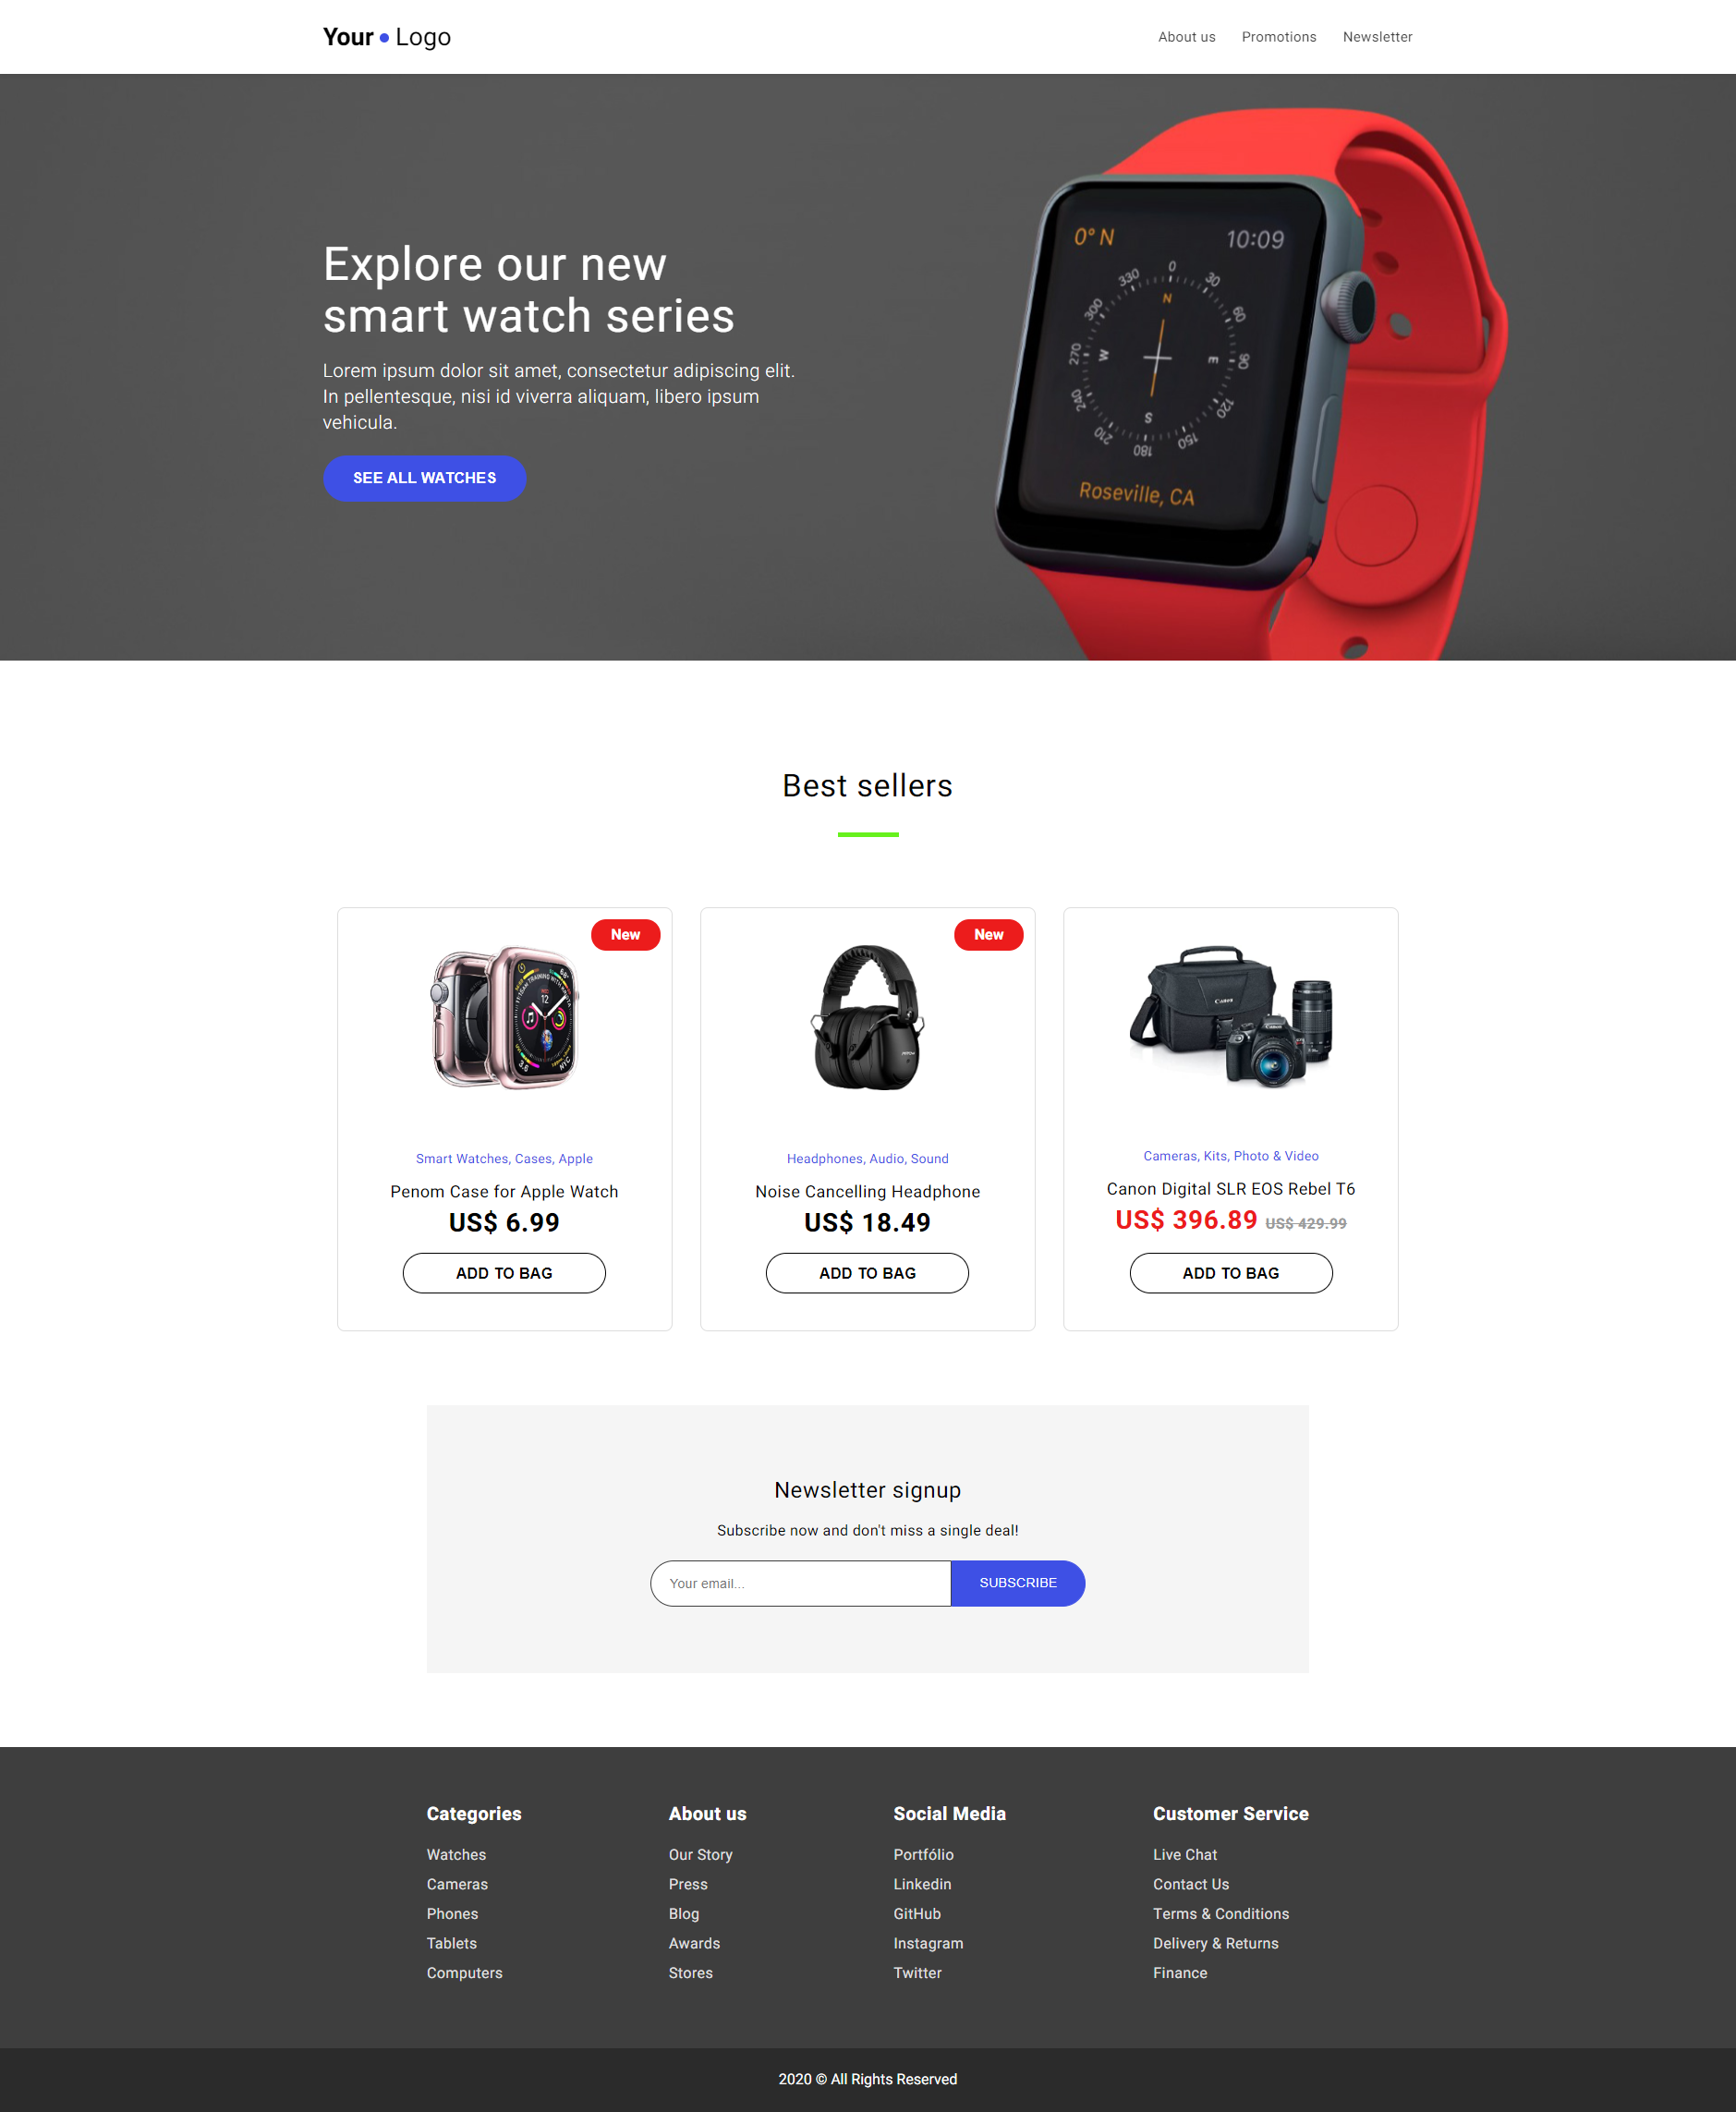 Your • Logo
About us
Promotions
Newsletter
0° N
10:09
0
30
60
90
120
150
180
210
240
270
300
330
N
E
S
W
Roseville, CA
Explore our new
smart watch series
Lorem ipsum dolor sit amet, consectetur adipiscing elit.
In pellentesque, nisi id viverra aliquam, libero ipsum
vehicula.
SEE ALL WATCHES
Best sellers
New
12
NYC
Smart Watches, Cases, Apple
Penom Case for Apple Watch
US$ 6.99
ADD TO BAG
New
Headphones, Audio, Sound
Noise Cancelling Headphone
US$ 18.49
ADD TO BAG
Canon
Canon
Cameras, Kits, Photo & Video
Canon Digital SLR EOS Rebel T6
US$ 396.89 US$ 429.99
ADD TO BAG
Newsletter signup
Subscribe now and don't miss a single deal!
Your email...
SUBSCRIBE
Categories
Watches
Cameras
Phones
Tablets
Computers
About us
Our Story
Press
Blog
Awards
Stores
Social Media
Portfólio
Linkedin
GitHub
Instagram
Twitter
Customer Service
Live Chat
Contact Us
Terms & Conditions
Delivery & Returns
Finance
2020 © All Rights Reserved